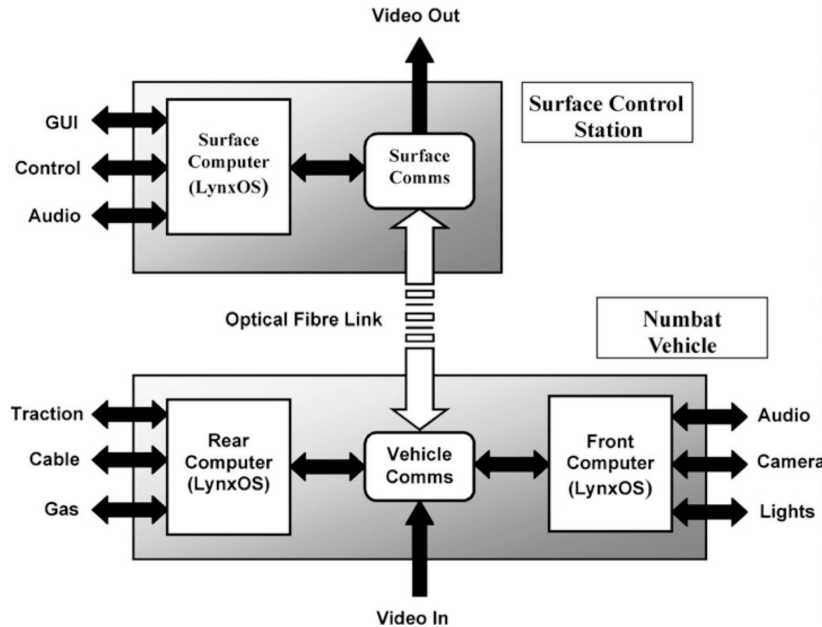 Video Out
Surface Control
Station
GUI
Control
Audio
Surface
Computer
(LynxOS)
Surface
Comms
Optical Fibre Link
Numbat
Vehicle
Traction
Cable
Gas
Rear
Computer
(LynxOS)
Vehicle
Comms
Front
Computer
(LynxOS)
Audio
Camera
Lights
Video In